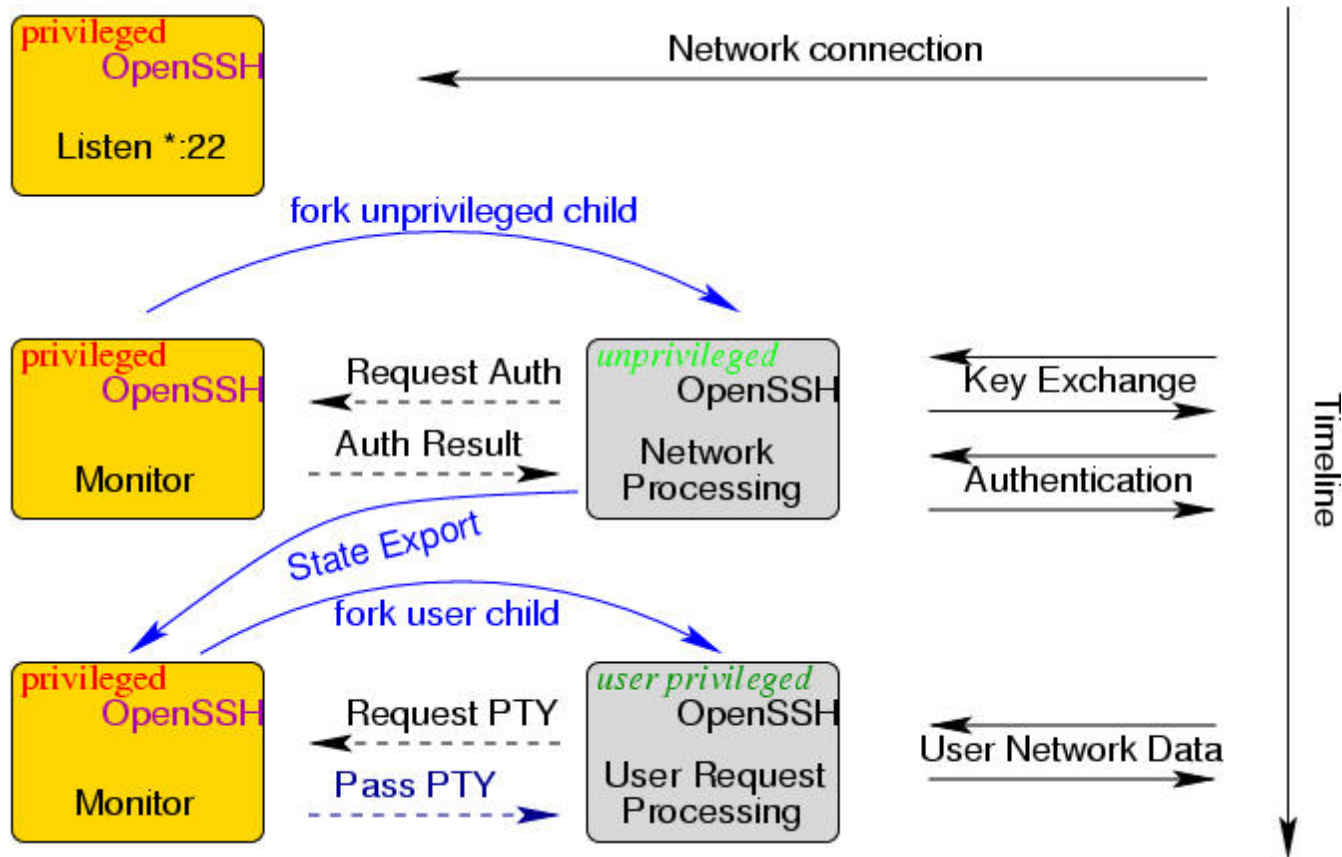 privileged
OpenSSH
Listen *:22
Network connection
fork unprivileged child
privileged
OpenSSH
Monitor
Request Auth
Auth Result
unprivileged
OpenSSH
Network
Processing
Key Exchange
Authentication
Timeline
State Export
fork user child
privileged
OpenSSH
Monitor
Request PTY
Pass PTY
user privileged
OpenSSH
User Request
Processing
User Network Data